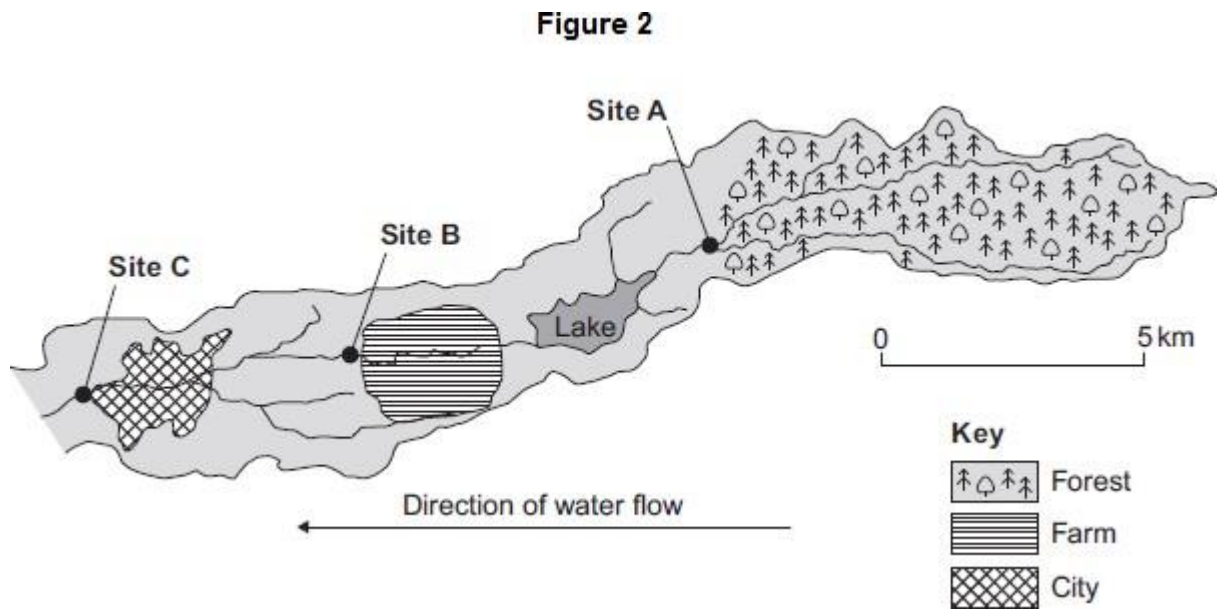 Figure 2
Site A
Site B
Site C
Lake
0
5 km
Key
Forest
Farm
City
Direction of water flow